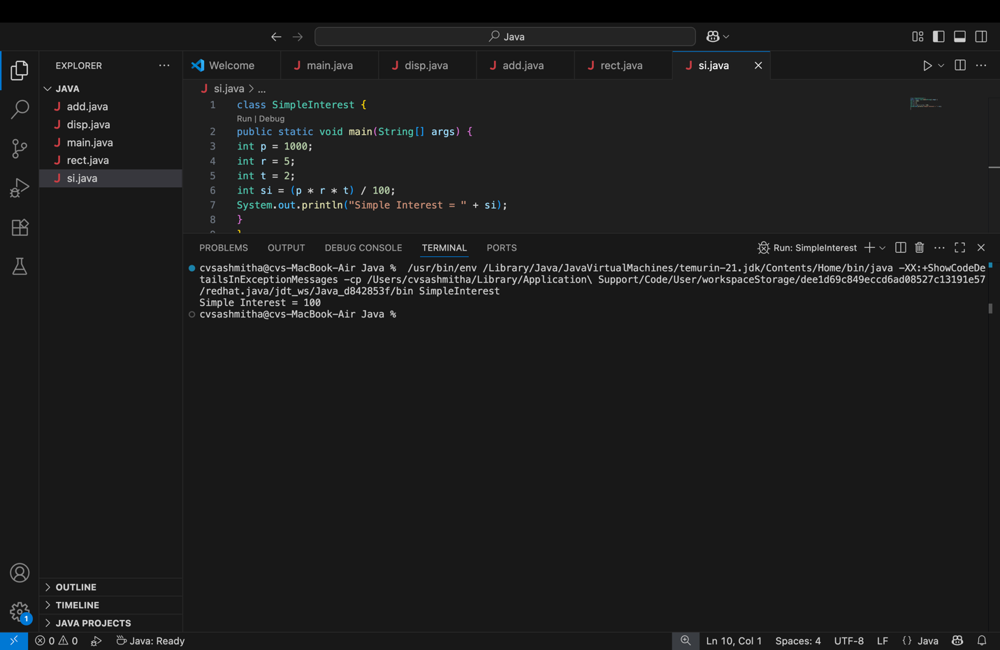 Java
EXPLORER
Welcome
main.java
disp.java
add.java
rect.java
si.java
JAVA
add.java
disp.java
main.java
rect.java
si.java
si.java > ...
1 class SimpleInterest {
Run | Debug
2 public static void main(String[] args) {
3 int p = 1000;
4 int r = 5;
5 int t = 2;
6 int si = (p * r * t) / 100;
7 System.out.println("Simple Interest = " + si);
8 }
9 }
PROBLEMS OUTPUT DEBUG CONSOLE TERMINAL PORTS
Run: SimpleInterest
cvsashmitha@cvs-MacBook-Air Java % /usr/bin/env /Library/Java/JavaVirtualMachines/temurin-21.jdk/Contents/Home/bin/java -XX:+ShowCodeDe
tailsInExceptionMessages -cp /Users/cvsashmitha/Library/Application\ Support/Code/User/workspaceStorage/dee1d69c849eccd6ad08527c13191e57
/redhat.java/jdt_ws/Java_d842853f/bin SimpleInterest
Simple Interest = 100
cvsashmitha@cvs-MacBook-Air Java %
OUTLINE
TIMELINE
JAVA PROJECTS
1
0 0 Java: Ready
Ln 10, Col 1 Spaces: 4 UTF-8 LF {} Java